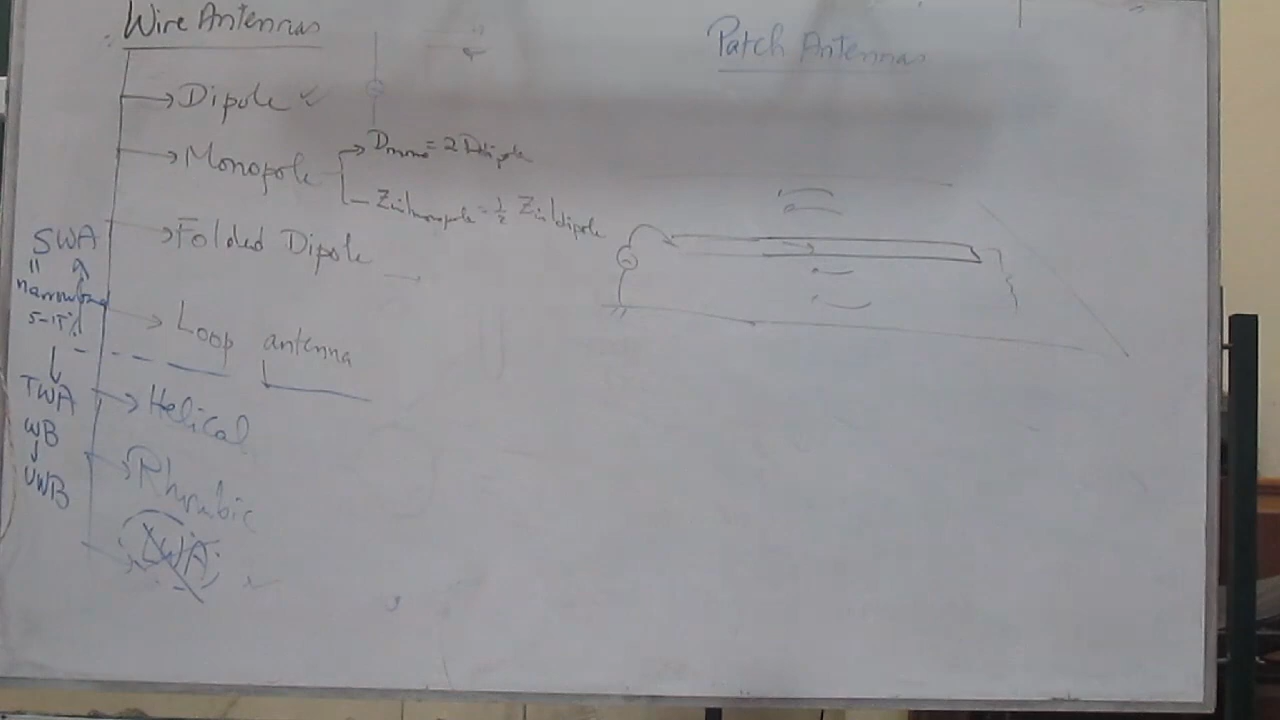 Wire Antennas
Dipole ✓
Monopole
Dmono = 2 Ddipole
Zin|monopole = 1/2 Zin|dipole
Folded Dipole
Loop antenna
Helical
Rhombic
LWA
SWA
"
narrowband
5-15%
TWA
WB
UWB
Patch Antennas